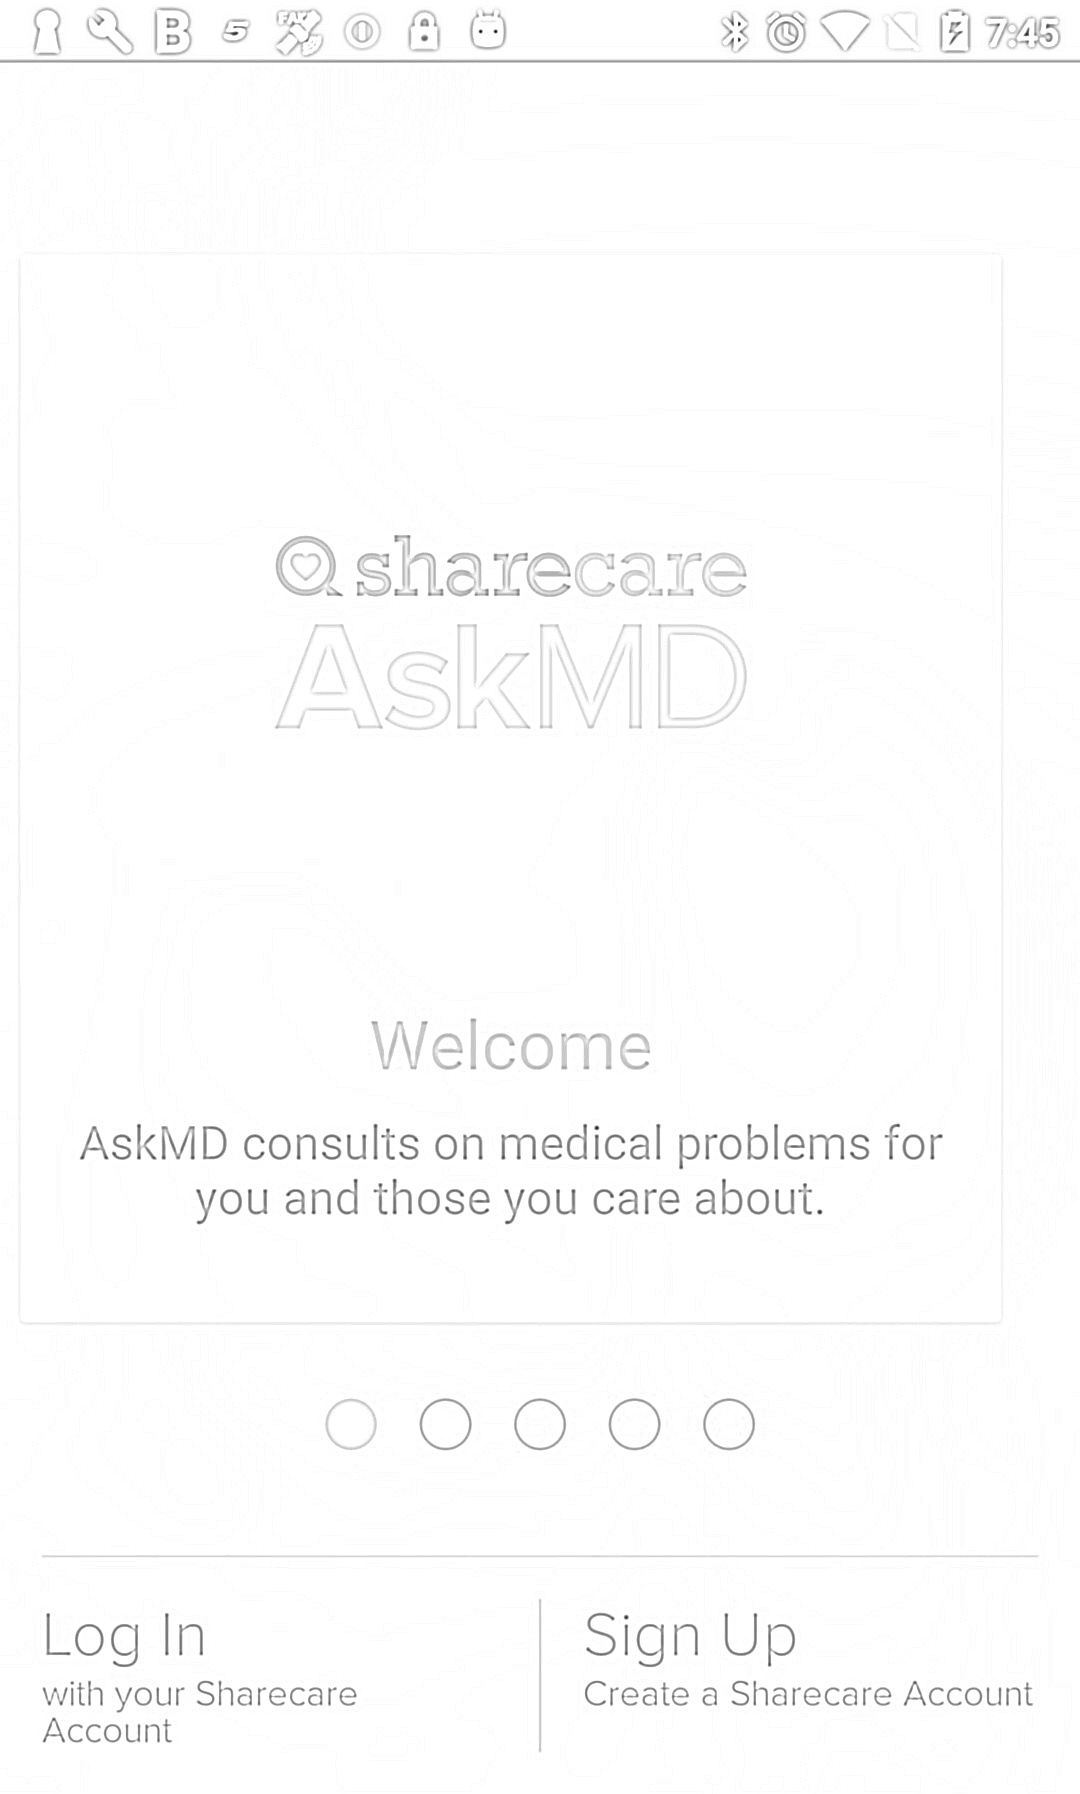 7:45
sharecare
AskMD
Welcome
AskMD consults on medical problems for
you and those you care about.
Log In
with your Sharecare
Account
Sign Up
Create a Sharecare Account